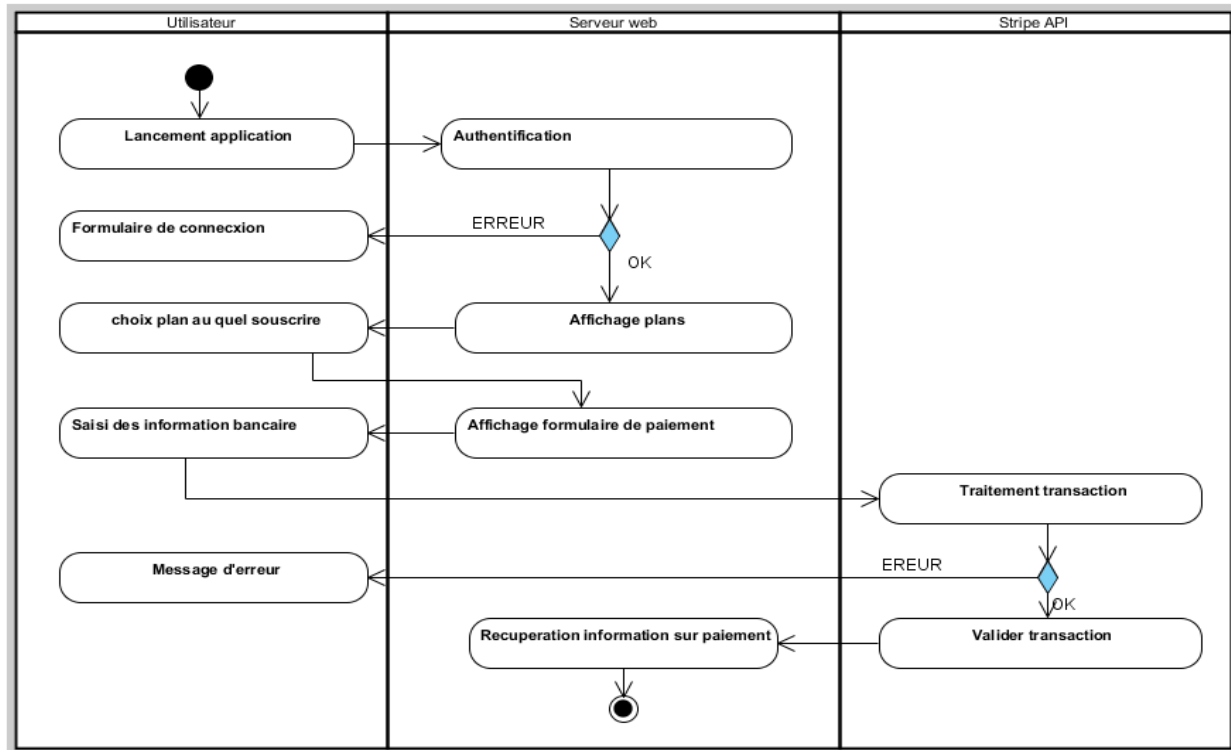 Utilisateur
Serveur web
Stripe API
Lancement application
Authentification
Formulaire de connecxion
ERREUR
OK
choix plan au quel souscrire
Affichage plans
Saisi des information bancaire
Affichage formulaire de paiement
Traitement transaction
Message d'erreur
EREUR
OK
Recuperation information sur paiement
Valider transaction